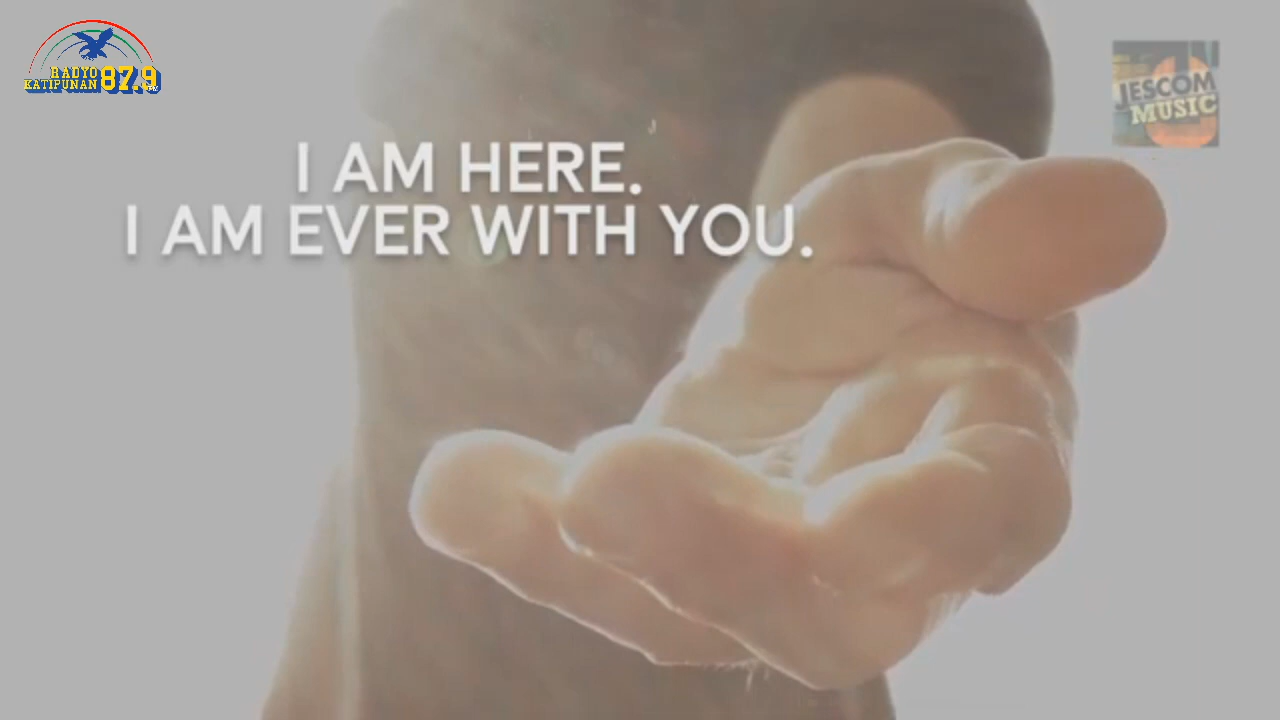 RADYO
KATIPUNAN 87.9
JESCOM
MUSIC
I AM HERE.
I AM EVER WITH YOU.